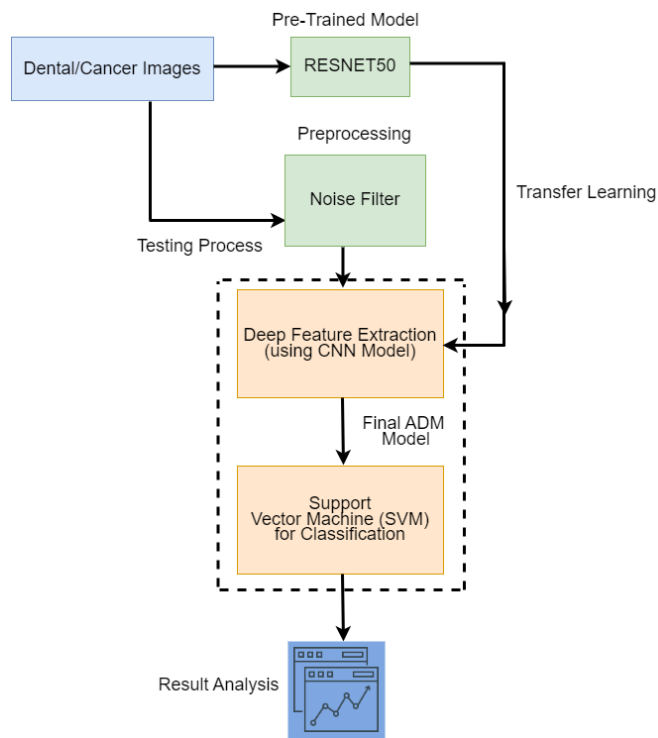 Pre-Trained Model
Dental/Cancer Images
RESNET50
Preprocessing
Noise Filter
Transfer Learning
Testing Process
Deep Feature Extraction
(using CNN Model)
Final ADM
Model
Support
Vector Machine (SVM)
for Classification
Result Analysis